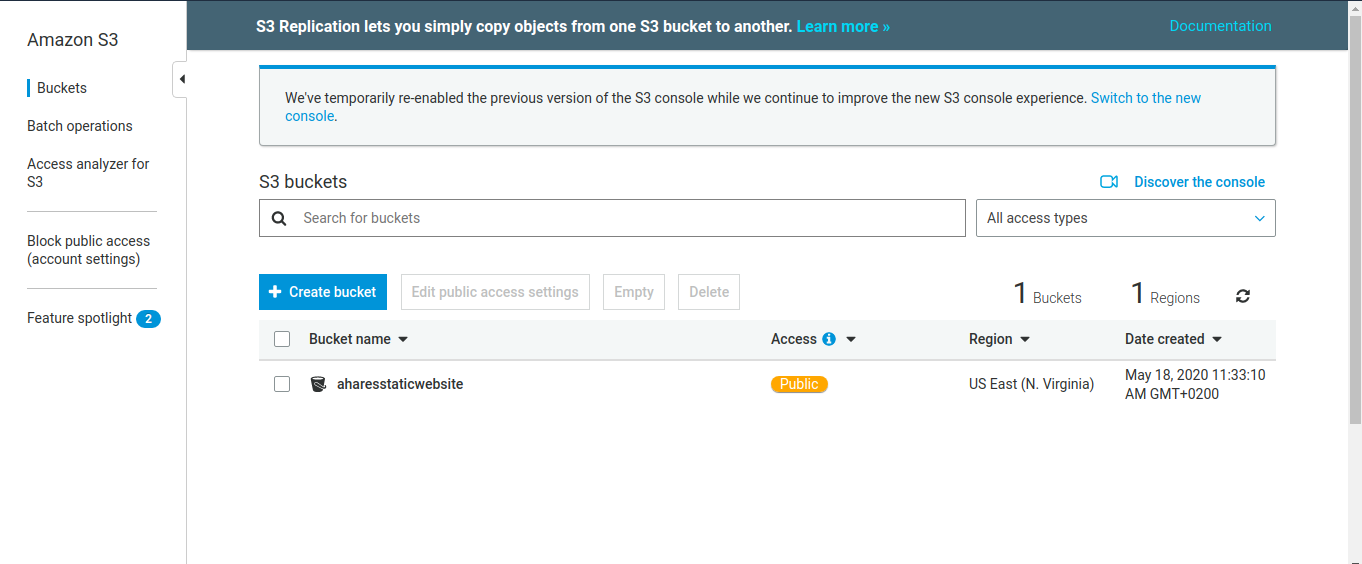 Amazon S3
Buckets
Batch operations
Access analyzer for
S3
Block public access
(account settings)
Feature spotlight 2
S3 Replication lets you simply copy objects from one S3 bucket to another. Learn more »
Documentation
We've temporarily re-enabled the previous version of the S3 console while we continue to improve the new S3 console experience. Switch to the new
console.
S3 buckets
Discover the console
Search for buckets
All access types
Create bucket
Edit public access settings
Empty
Delete
1 Buckets
1 Regions
Bucket name
Access
Region
Date created
aharesstaticwebsite
Public
US East (N. Virginia)
May 18, 2020 11:33:10
AM GMT+0200